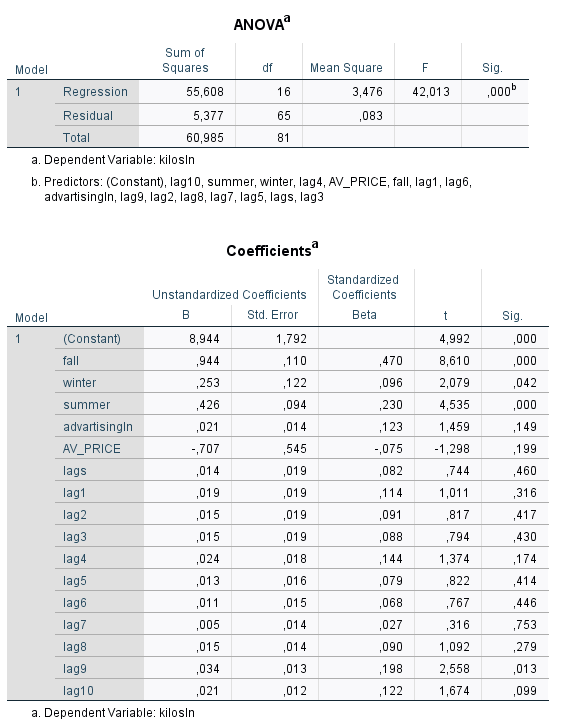 ANOVAa
Model Sum of Squares df Mean Square F Sig.
1 Regression 55,608 16 3,476 42,013 ,000b
Residual 5,377 65 ,083
Total 60,985 81
a. Dependent Variable: kilosln
b. Predictors: (Constant), lag10, summer, winter, lag4, AV_PRICE, fall, lag1, lag6,
advartisingln, lag9, lag2, lag8, lag7, lag5, lags, lag3
Coefficientsa
Unstandardized Coefficients Standardized Coefficients
Model B Std. Error Beta t Sig.
1 (Constant) 8,944 1,792 4,992 ,000
fall ,944 ,110 ,470 8,610 ,000
winter ,253 ,122 ,096 2,079 ,042
summer ,426 ,094 ,230 4,535 ,000
advartisingln ,021 ,014 ,123 1,459 ,149
AV_PRICE -,707 ,545 -,075 -1,298 ,199
lags ,014 ,019 ,082 ,744 ,460
lag1 ,019 ,019 ,114 1,011 ,316
lag2 ,015 ,019 ,091 ,817 ,417
lag3 ,015 ,019 ,088 ,794 ,430
lag4 ,024 ,018 ,144 1,374 ,174
lag5 ,013 ,016 ,079 ,822 ,414
lag6 ,011 ,015 ,068 ,767 ,446
lag7 ,005 ,014 ,027 ,316 ,753
lag8 ,015 ,014 ,090 1,092 ,279
lag9 ,034 ,013 ,198 2,558 ,013
lag10 ,021 ,012 ,122 1,674 ,099
a. Dependent Variable: kilosln